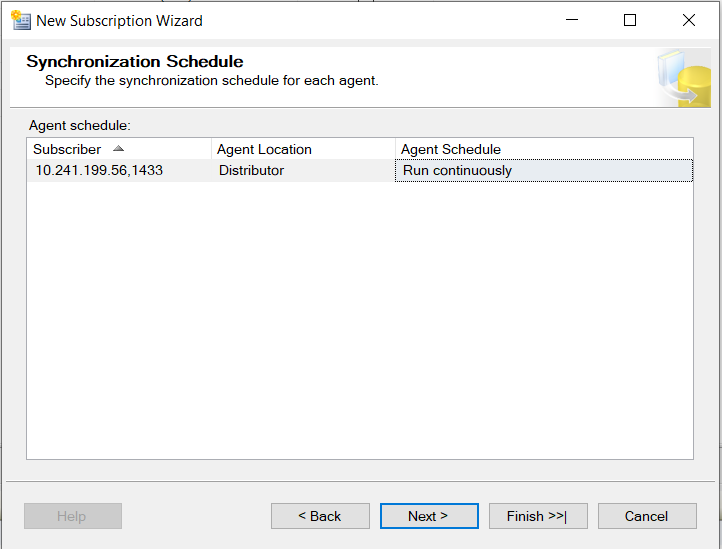 New Subscription Wizard
Synchronization Schedule
Specify the synchronization schedule for each agent.
Agent schedule:
Subscriber Agent Location Agent Schedule
10.241.199.56,1433 Distributor Run continuously
Help < Back Next > Finish >>| Cancel